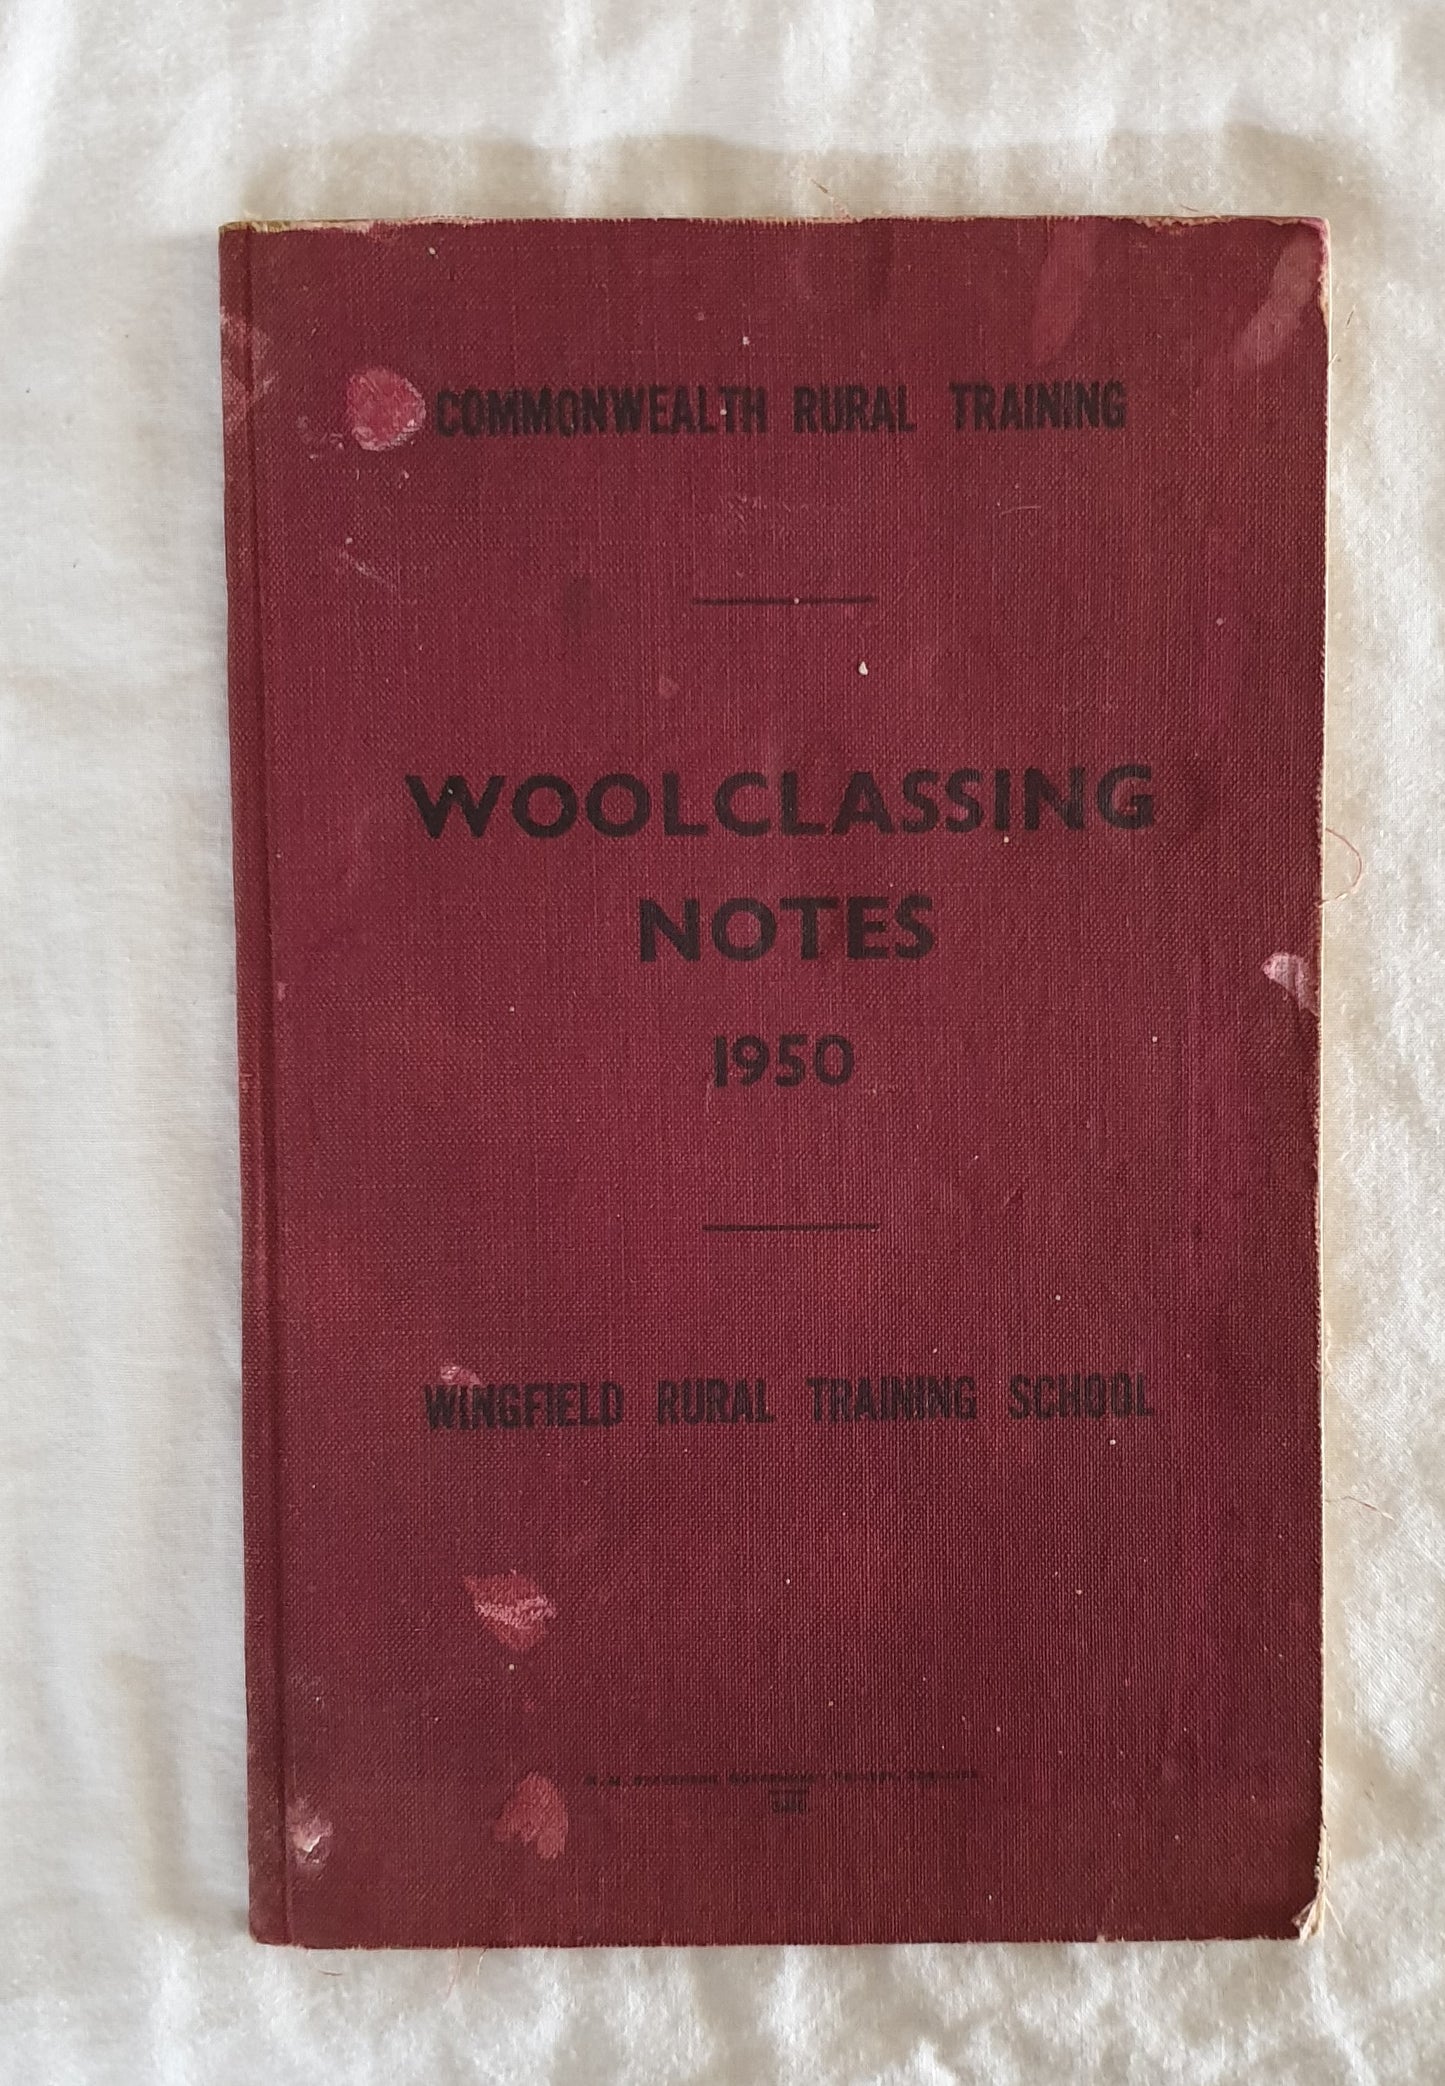 COMMONWEALTH RURAL TRAINING
WOOLCLASSING
NOTES
1950
WINGFIELD RURAL TRAINING SCHOOL